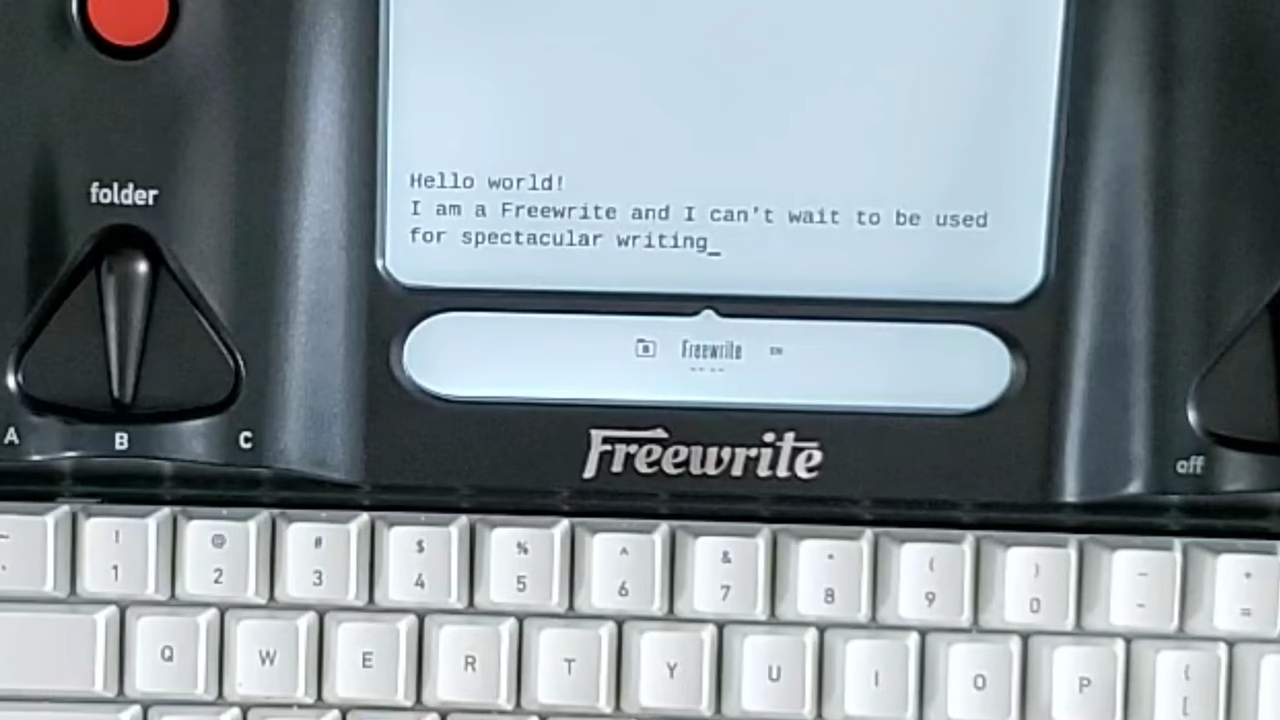 folder
Hello world!
I am a Freewrite and I can't wait to be used
for spectacular writing_
Freewrite
A B C
Freewrite
off
! @ # $ % ^ & * ( ) - +
1 2 3 4 5 6 7 8 9 0 - =
Q W E R T Y U I O P {
[